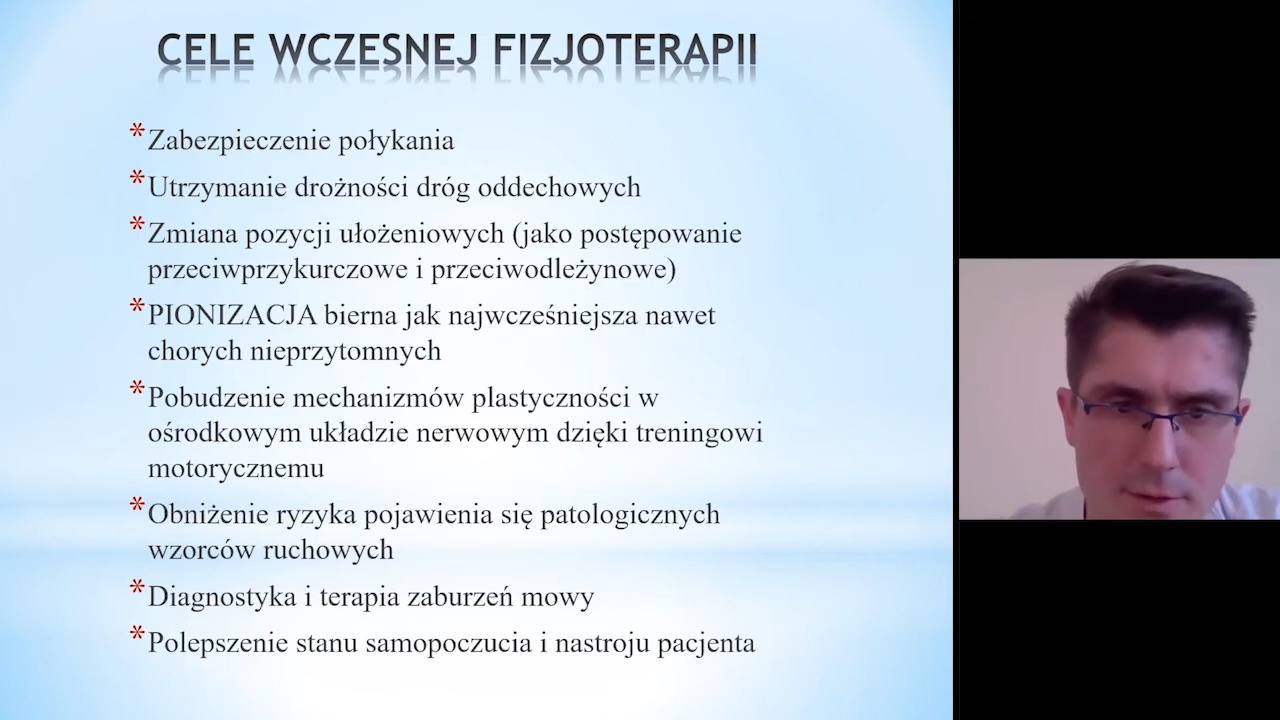 CELE WCZESNEJ FIZJOTERAPII
* Zabezpieczenie połykania
* Utrzymanie drożności dróg oddechowych
* Zmiana pozycji ułożeniowych (jako postępowanie
przeciwprzykurczowe i przeciwodleżynowe)
* PIONIZACJA bierna jak najwcześniejsza nawet
chorych nieprzytomnych
* Pobudzenie mechanizmów plastyczności w
ośrodkowym układzie nerwowym dzięki treningowi
motorycznemu
* Obniżenie ryzyka pojawienia się patologicznych
wzorców ruchowych
* Diagnostyka i terapia zaburzeń mowy
* Polepszenie stanu samopoczucia i nastroju pacjenta